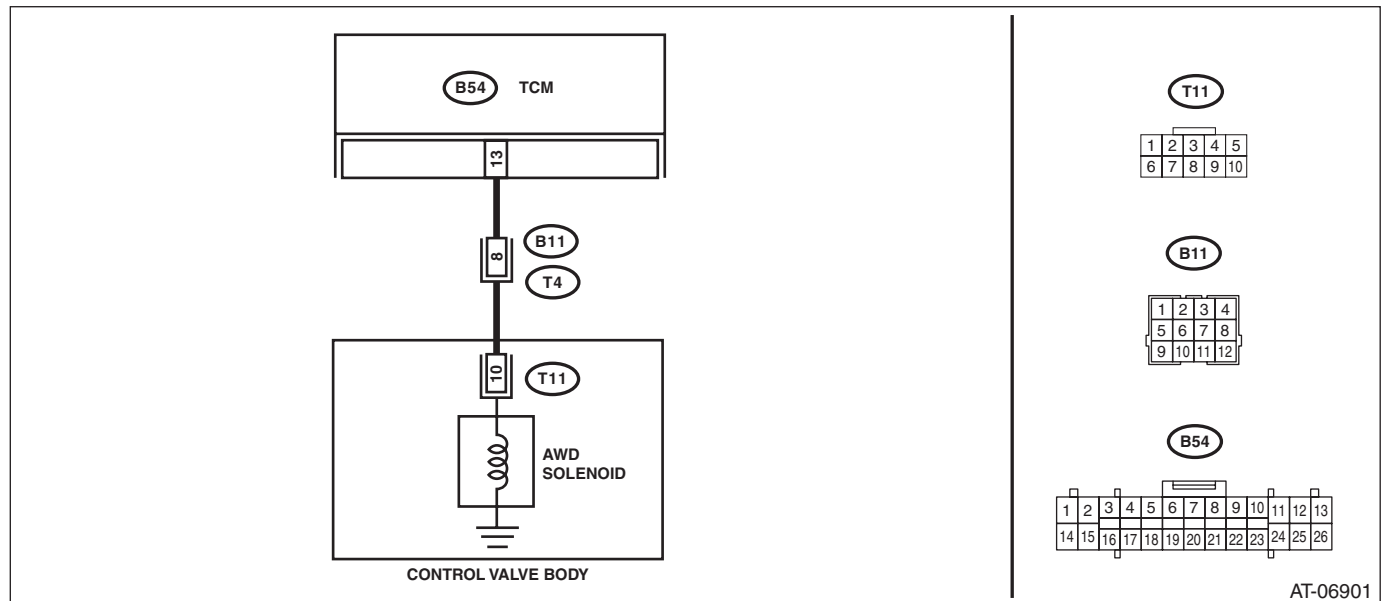 B54 TCM
13
8
B11
T4
10
T11
AWD
SOLENOID
CONTROL VALVE BODY
T11
1 2 3 4 5
6 7 8 9 10
B11
1 2 3 4
5 6 7 8
9 10 11 12
B54
1 2 3 4 5 6 7 8 9 10 11 12 13
14 15 16 17 18 19 20 21 22 23 24 25 26
AT-06901